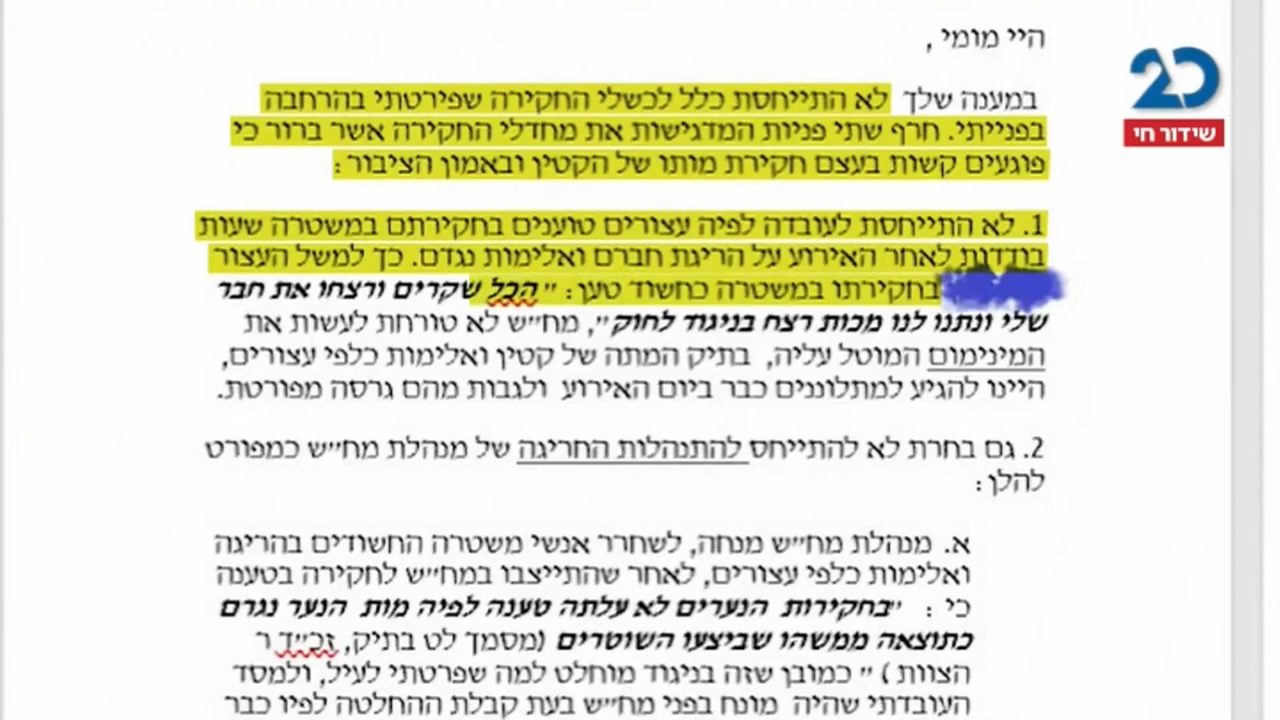 היי מומי,
20
שידור חי
במענה שלך לא התייחסת כלל לכשלי החקירה שפירטתי בהרחבה
בפנייתי. חרף שתי פניות המדגישות את מחדלי החקירה אשר ברור כי
פוגעים קשות בעצם חקירת מותו של הקטין ובאמון הציבור:
1. לא התייחסת לעובדה לפיה עצורים טוענים בחקירתם במשטרה שעות
בודדות לאחר האירוע על הריגת חברם ואלימות נגדם. כך למשל העצור
בחקירתו במשטרה כחשוד טען: "הכל שקרים ורצחו את חבר
שלי ונתנו לנו מכות רצח בניגוד לחוק", מח"ש לא טורחת לעשות את
המינימום המוטל עליה, בתיק המתה של קטין ואלימות כלפי עצורים,
היינו להגיע למתלוננים כבר ביום האירוע ולגבות מהם גרסה מפורטת.
2. גם בחרת לא להתייחס להתנהלות החריגה של מנהלת מח"ש כמפורט
להלן:
א. מנהלת מח"ש מנחה, לשחרר אנשי משטרה החשודים בהריגה
ואלימות כלפי עצורים, לאחר שהתייצבו במח"ש לחקירה בטענה
כי: "בחקירות הנערים לא עלתה טענה לפיה מות הנער נגרם
כתוצאה ממשהו שביצעו השוטרים (מסמך לט בתיק, זכ"ד ר
הצוות)" כמובן שזה בניגוד מוחלט למה שפרטתי לעיל, ולמסד
העובדתי שהיה מונח בפני מח"ש בעת קבלת ההחלטה לפיו כבר